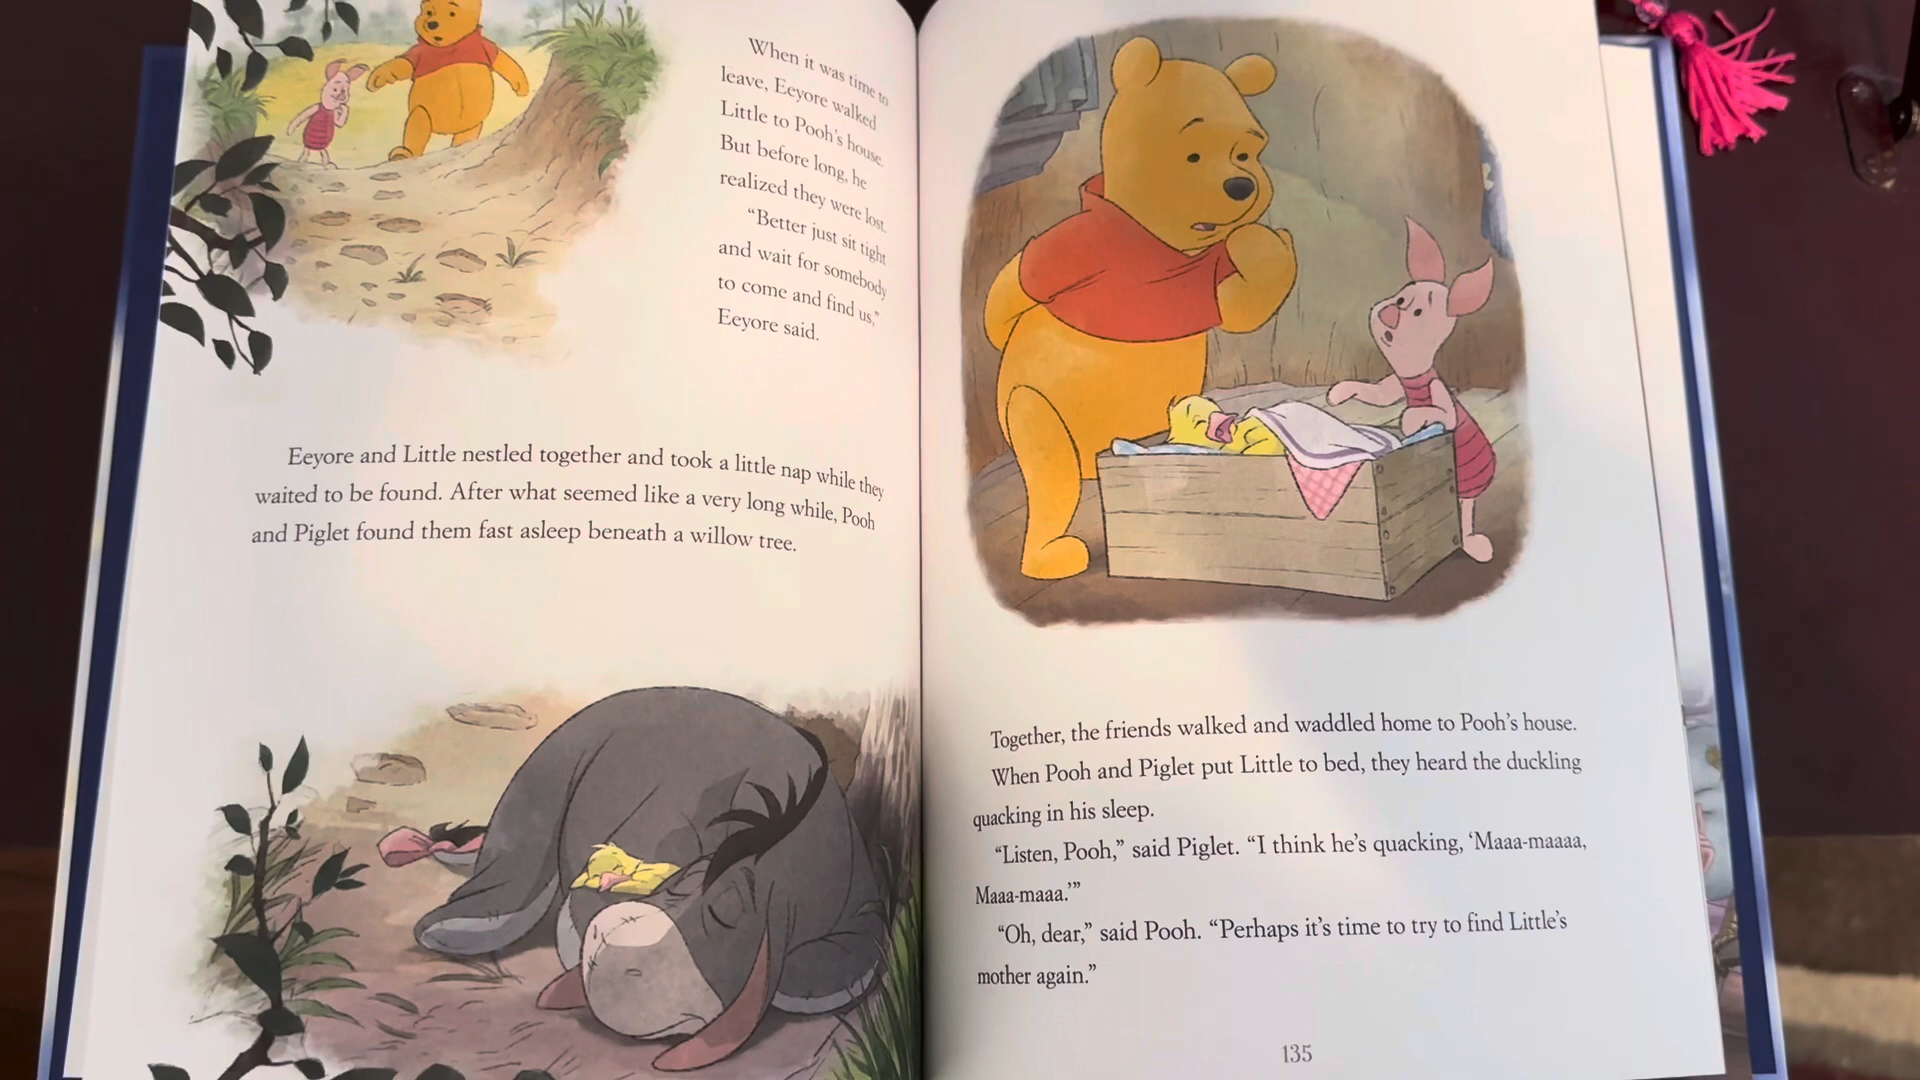 When it was time to
leave, Eeyore walked
Little to Pooh's house.
But before long, he
realized they were lost.
“Better just sit tight
and wait for somebody
to come and find us,”
Eeyore said.
Eeyore and Little nestled together and took a little nap while they
waited to be found. After what seemed like a very long while, Pooh
and Piglet found them fast asleep beneath a willow tree.
Together, the friends walked and waddled home to Pooh's house.
When Pooh and Piglet put Little to bed, they heard the duckling
quacking in his sleep.
“Listen, Pooh,” said Piglet. “I think he's quacking, ‘Maaa-maaaa,
Maaa-maaa.’”
“Oh, dear,” said Pooh. “Perhaps it's time to try to find Little's
mother again.”
135